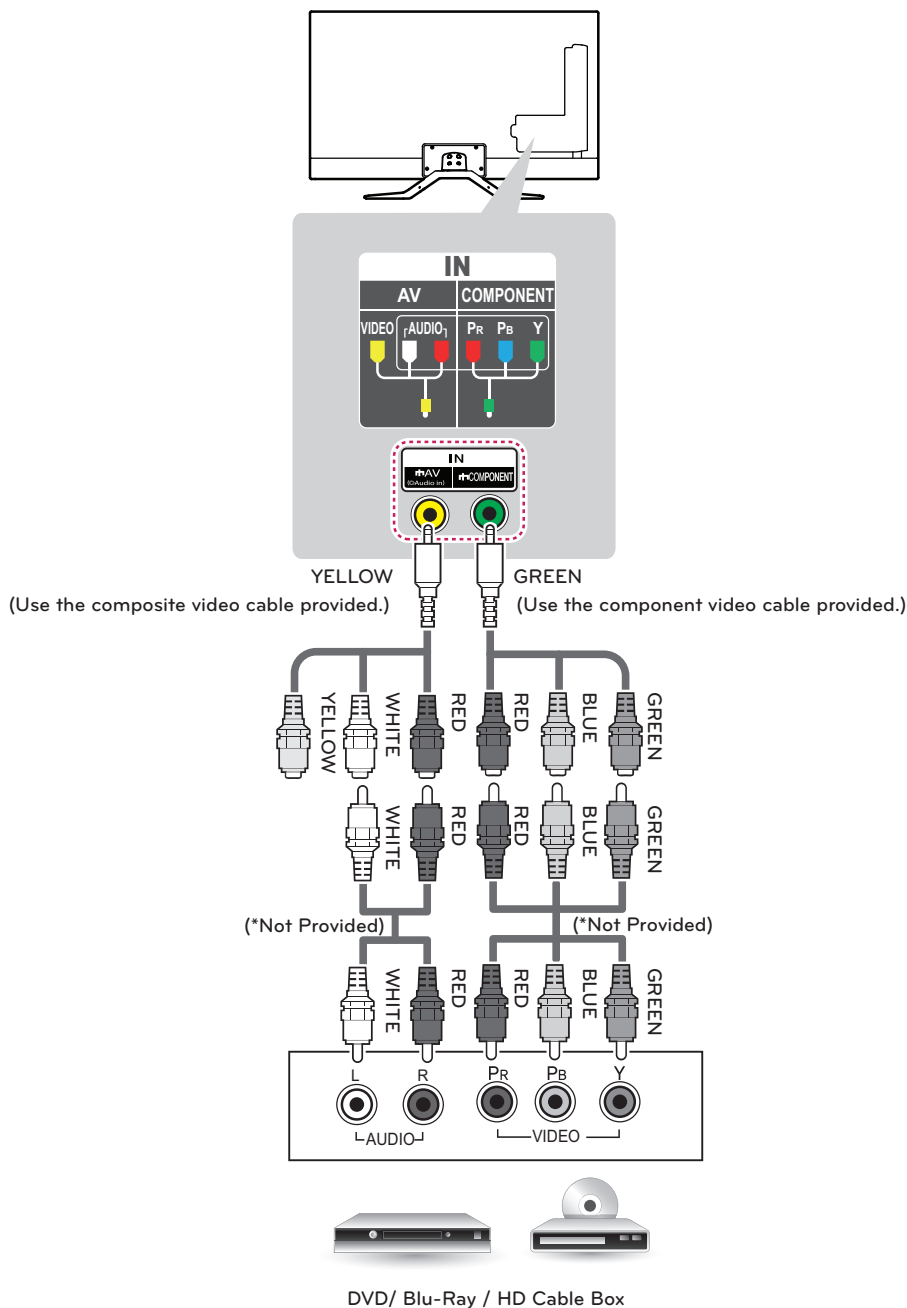 IN
AV COMPONENT
VIDEO AUDIO PR PB Y
IN
AV COMPONENT
(Audio in)
YELLOW GREEN
(Use the composite video cable provided.) (Use the component video cable provided.)
YELLOW WHITE RED RED BLUE GREEN
WHITE RED RED BLUE GREEN
(*Not Provided) (*Not Provided)
WHITE RED RED BLUE GREEN
L R PR PB Y
AUDIO VIDEO
DVD/ Blu-Ray / HD Cable Box